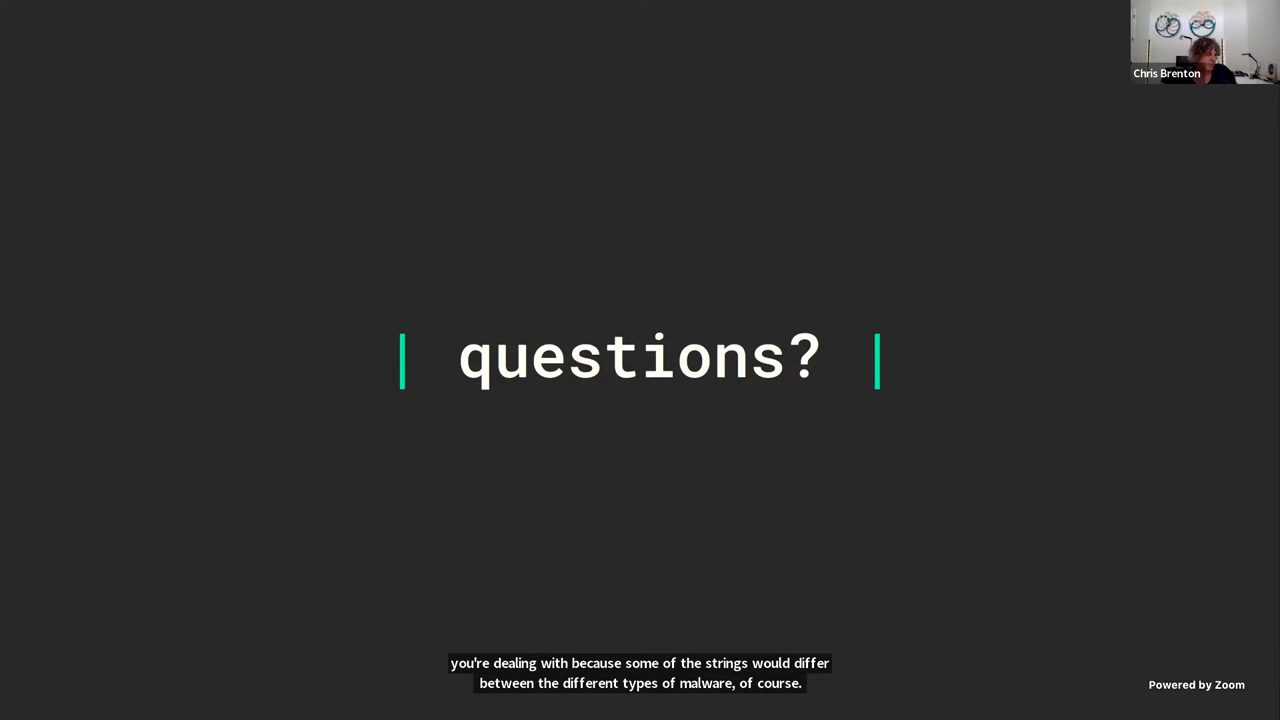 Chris Brenton
| questions? |
you're dealing with because some of the strings would differ
between the different types of malware, of course.
Powered by Zoom